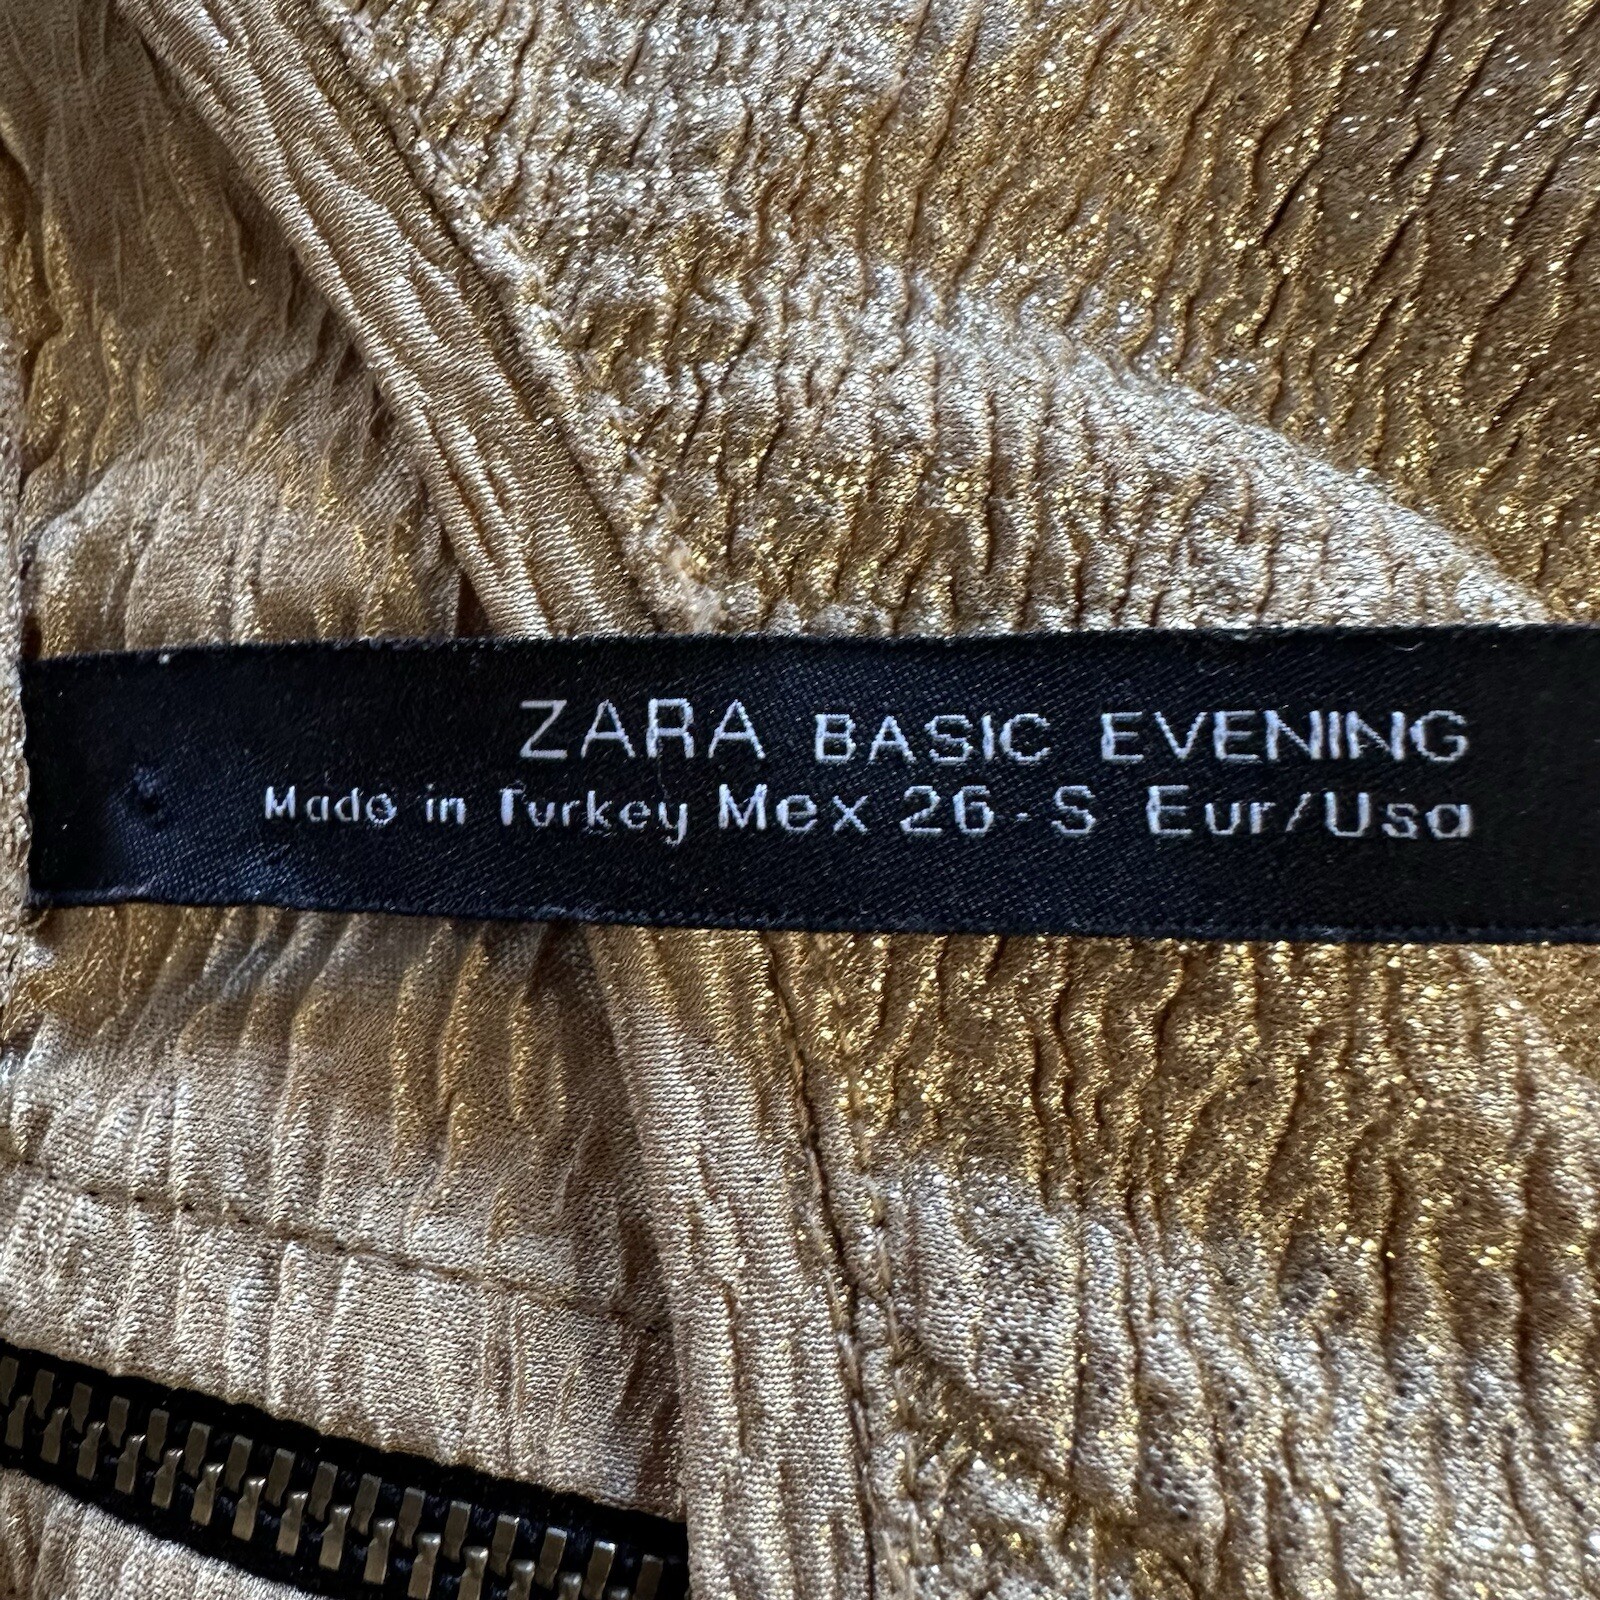 ZARA BASIC EVENING
Made in Turkey Mex 26 - S Eur/Usa